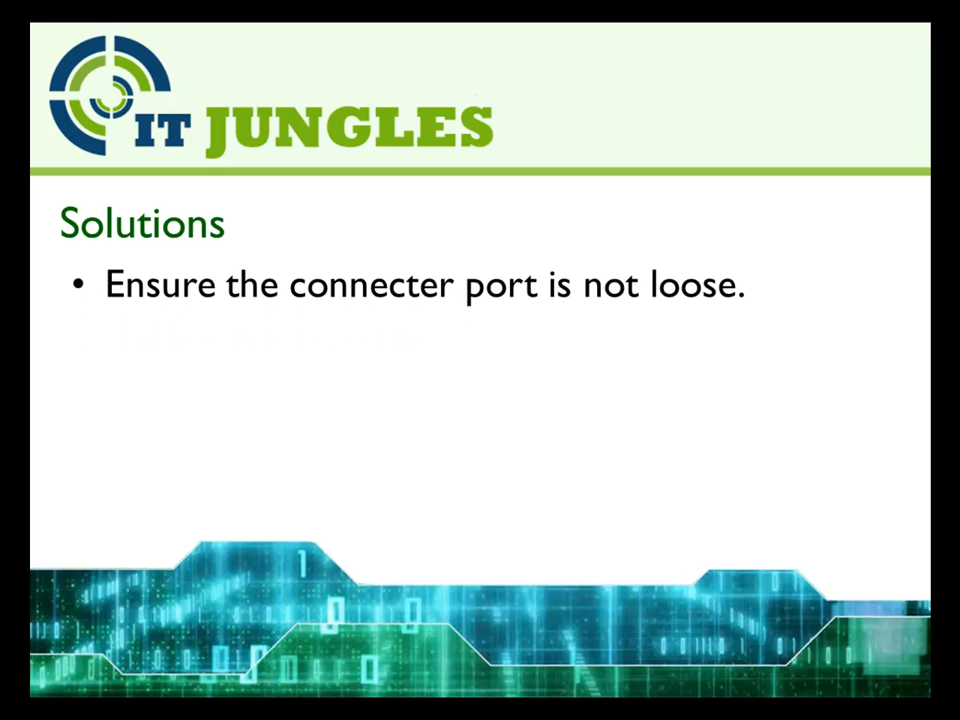 IT JUNGLES
Solutions
• Ensure the connecter port is not loose.